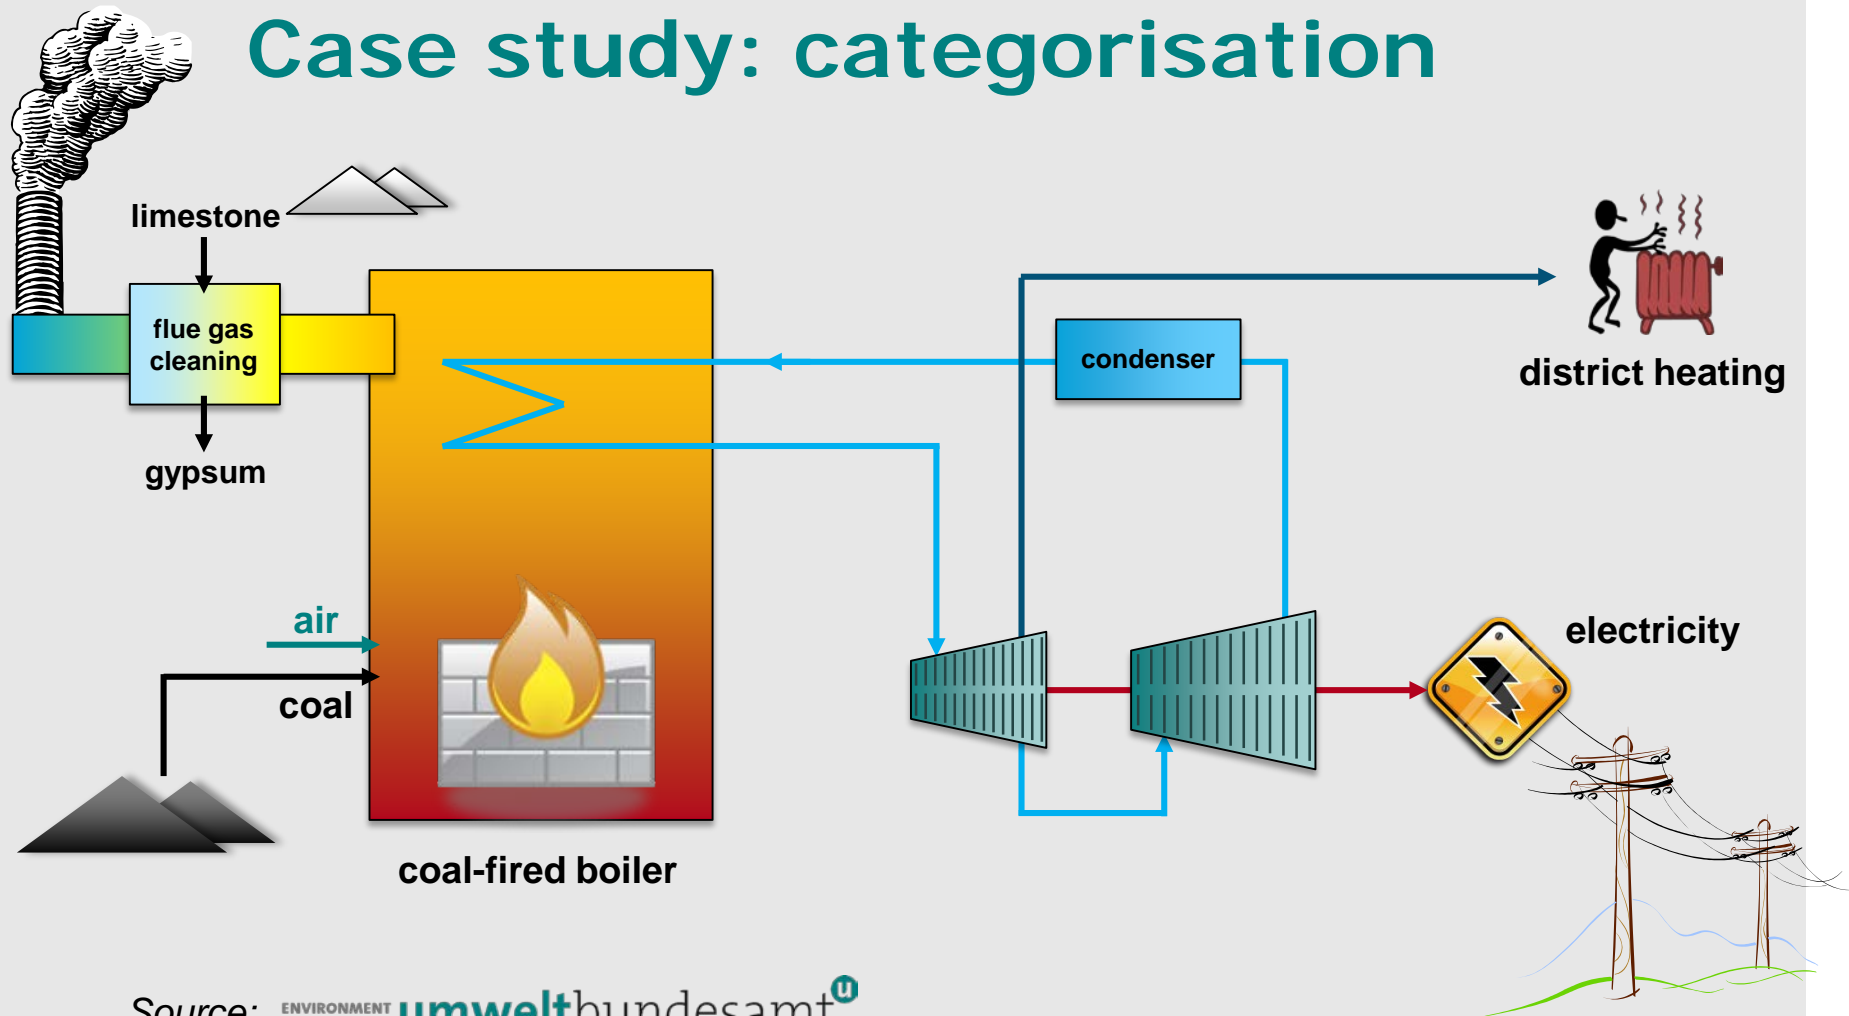 Case study: categorisation
limestone
flue gas
cleaning
gypsum
condenser
district heating
air
coal
electricity
coal-fired boiler
Source: ENVIRONMENT umweltbundesamt u